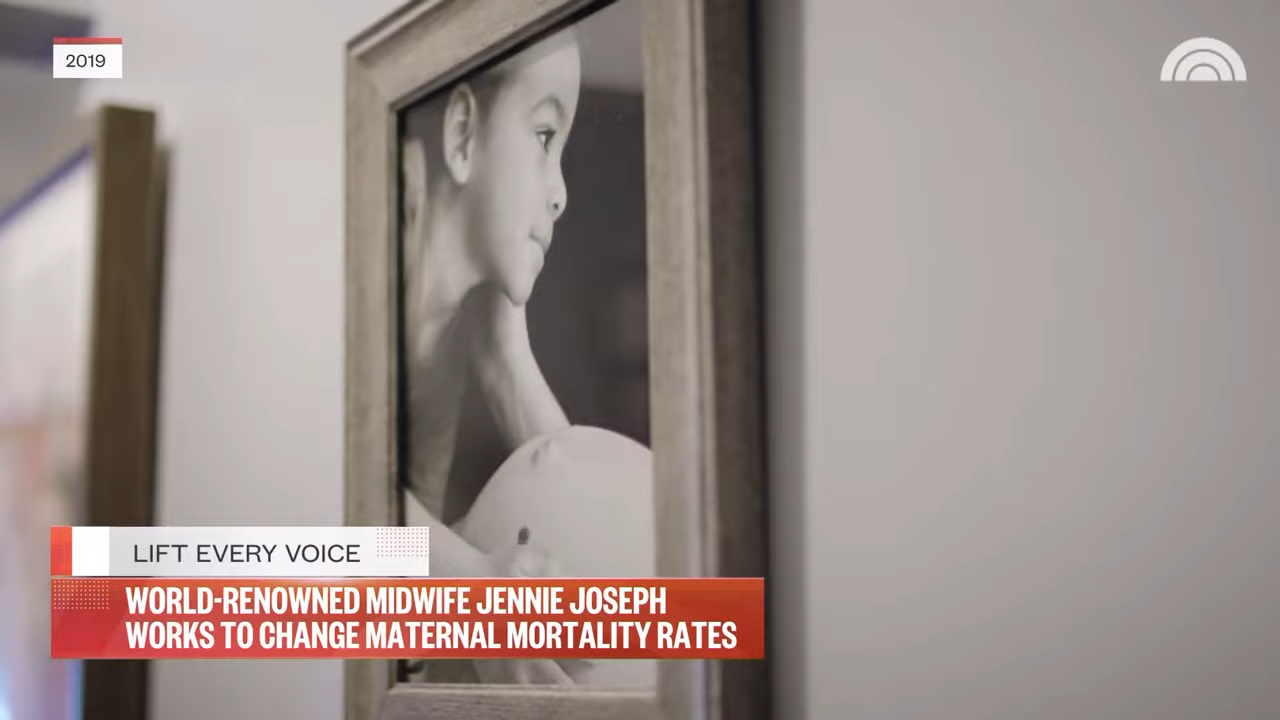 2019
LIFT EVERY VOICE
WORLD-RENOWNED MIDWIFE JENNIE JOSEPH
WORKS TO CHANGE MATERNAL MORTALITY RATES